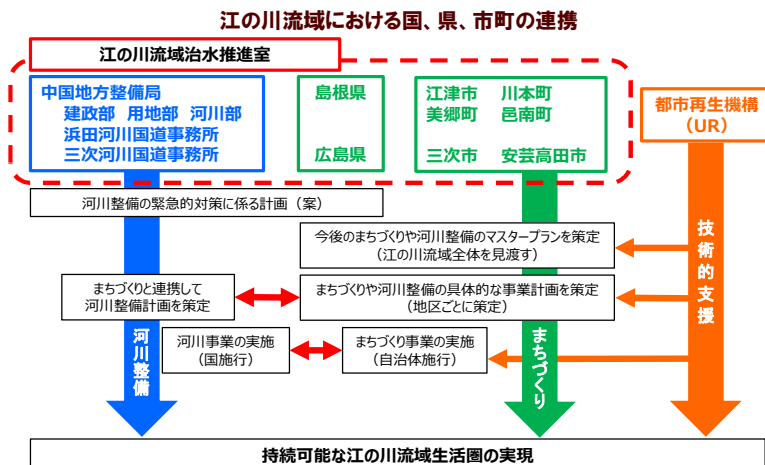 江の川流域における国、県、市町の連携
江の川流域治水推進室
中国地方整備局
建政部 用地部 河川部
浜田河川国道事務所
三次河川国道事務所
島根県
広島県
江津市 川本町
美郷町 邑南町
三次市 安芸高田市
都市再生機構
(UR)
河川整備の緊急的対策に係る計画(案)
今後のまちづくりや河川整備のマスタープランを策定
(江の川流域全体を見渡す)
まちづくりと連携して
河川整備計画を策定
まちづくりや河川整備の具体的な事業計画を策定
(地区ごとに策定)
河川事業の実施
(国施行)
まちづくり事業の実施
(自治体施行)
河川整備
まちづくり
技術的支援
持続可能な江の川流域生活圏の実現